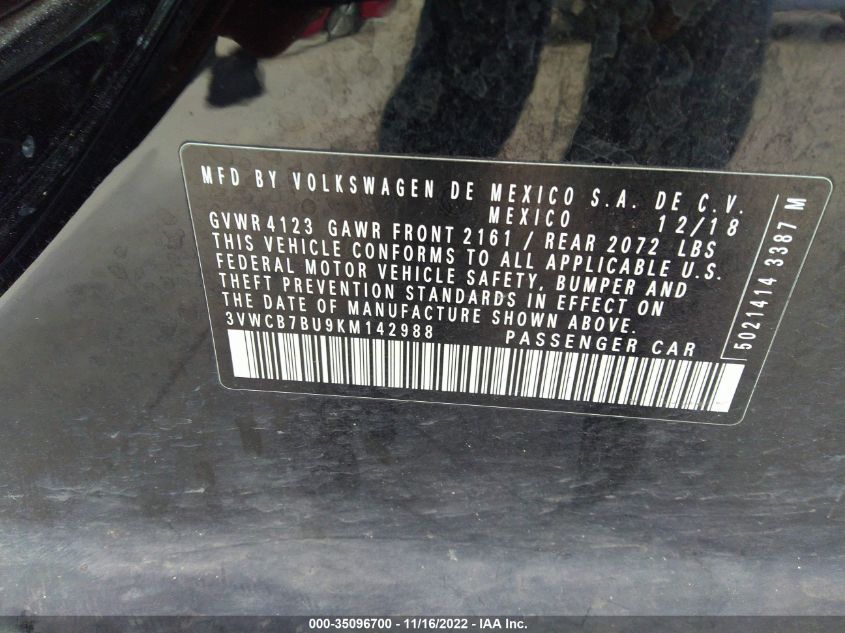 MFD BY VOLKSWAGEN DE MEXICO S.A. DE C.V.
MEXICO 12/18
GVWR 4123 GAWR FRONT 2161 / REAR 2072 LBS
THIS VEHICLE CONFORMS TO ALL APPLICABLE U.S.
FEDERAL MOTOR VEHICLE SAFETY, BUMPER AND
THEFT PREVENTION STANDARDS IN EFFECT ON
THE DATE OF MANUFACTURE SHOWN ABOVE.
3VWCB7BU9KM142988 PASSENGER CAR
5021414 3387 M
000-35096700 - 11/16/2022 - IAA Inc.